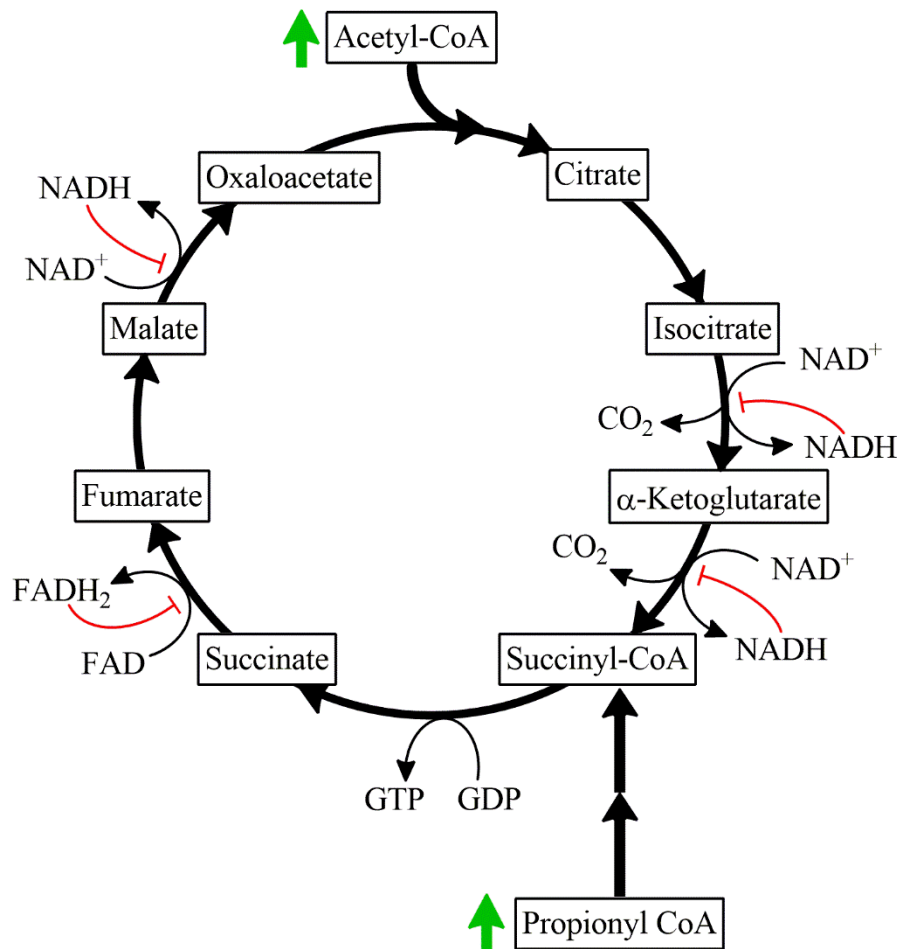 Acetyl-CoA
Oxaloacetate
Citrate
NADH
NAD⁺
Malate
Isocitrate
NAD⁺
CO₂
NADH
Fumarate
α-Ketoglutarate
CO₂
NAD⁺
FADH₂
FAD
Succinate
Succinyl-CoA
NADH
GTP
GDP
Propionyl CoA